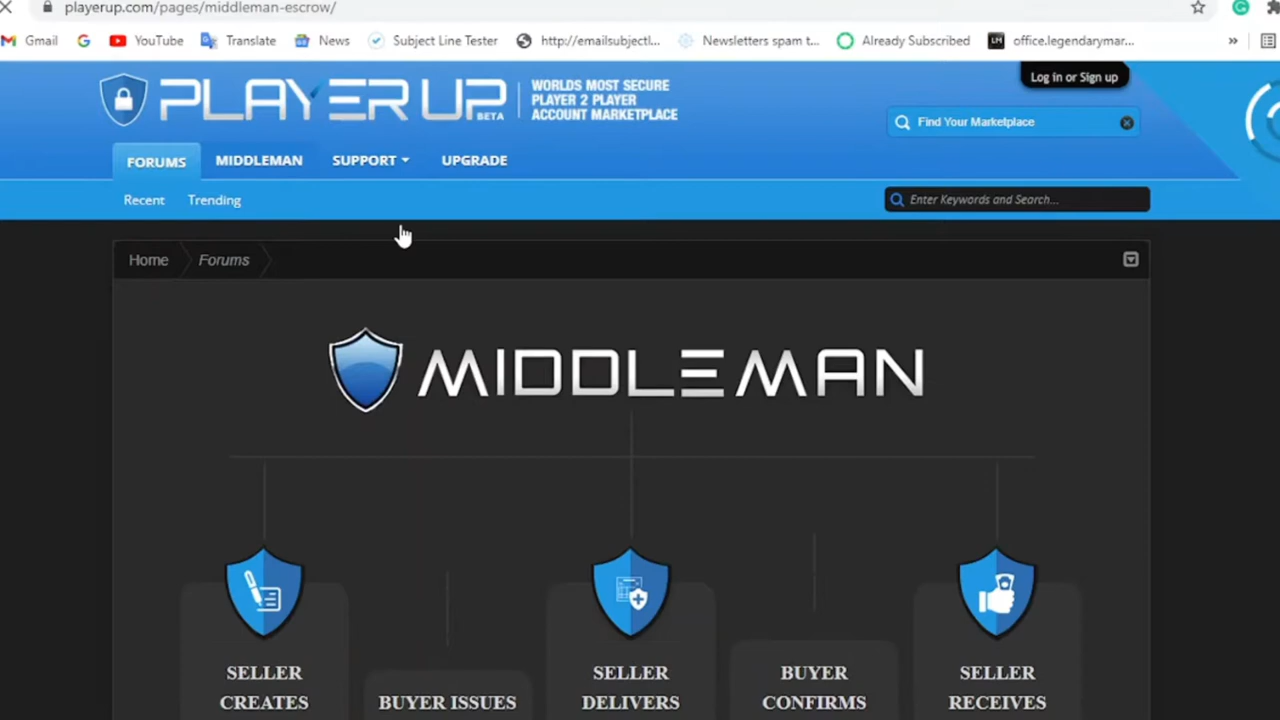 playerup.com/pages/middleman-escrow/
Gmail
YouTube
Translate
News
Subject Line Tester
http://emailsubjectl...
Newsletters spam t...
Already Subscribed
LM
office.legendarymar...
»
PLAYER UP
BETA
WORLDS MOST SECURE
PLAYER 2 PLAYER
ACCOUNT MARKETPLACE
Log in or Sign up
Find Your Marketplace
FORUMS
MIDDLEMAN
SUPPORT
UPGRADE
Recent
Trending
Enter Keywords and Search...
Home
Forums
MIDDLEMAN
SELLER
CREATES
BUYER ISSUES
SELLER
DELIVERS
BUYER
CONFIRMS
SELLER
RECEIVES